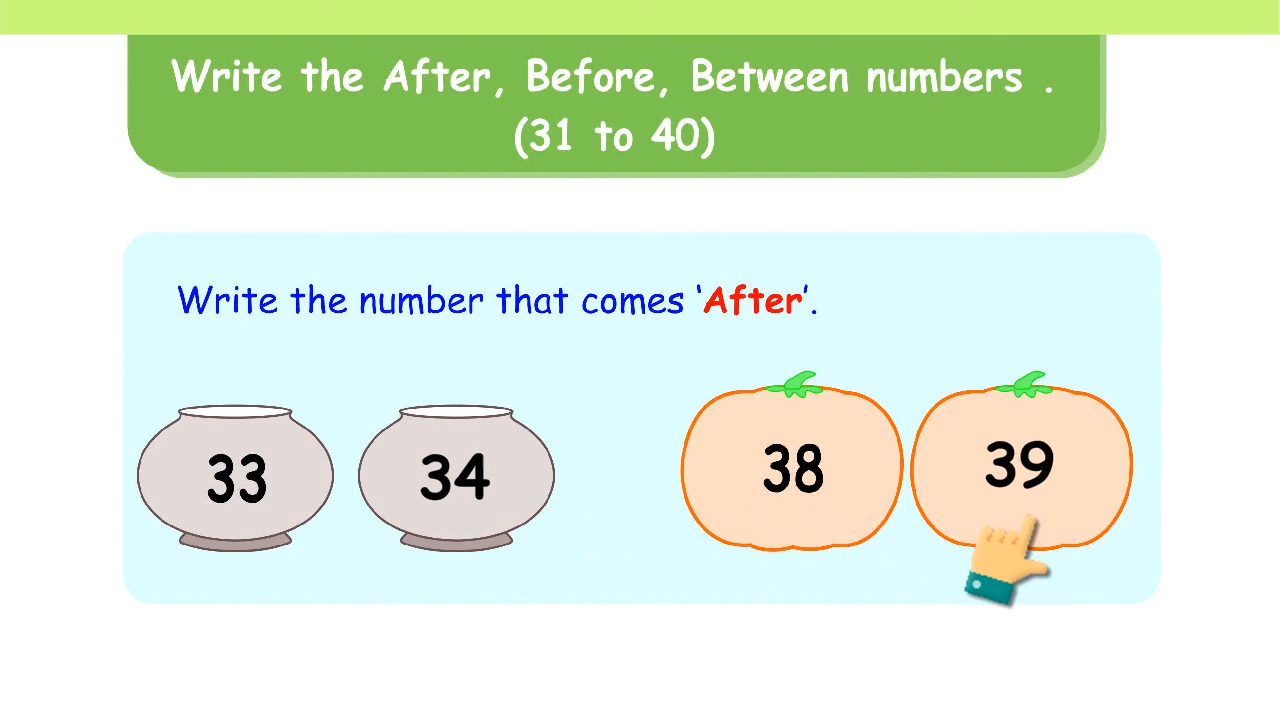 Write the After, Before, Between numbers .
(31 to 40)
Write the number that comes ‘After’.
33 34 38 39